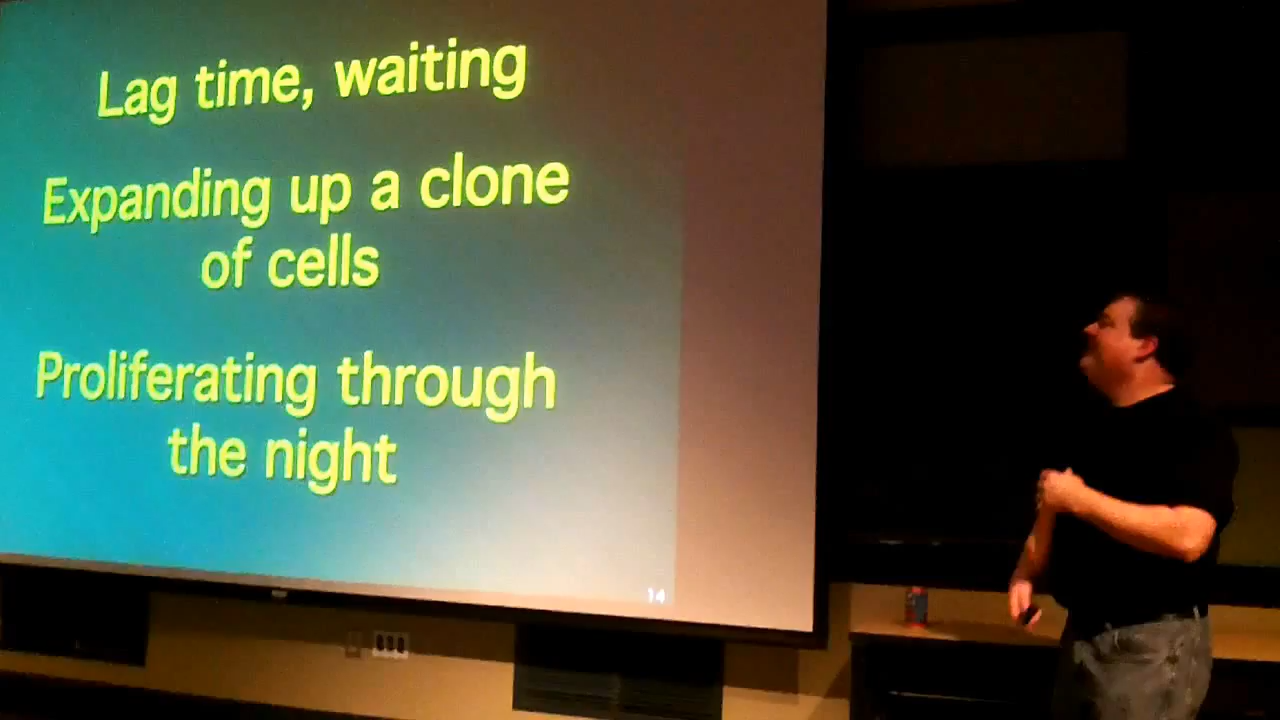 Lag time, waiting
Expanding up a clone
of cells
Proliferating through
the night
14